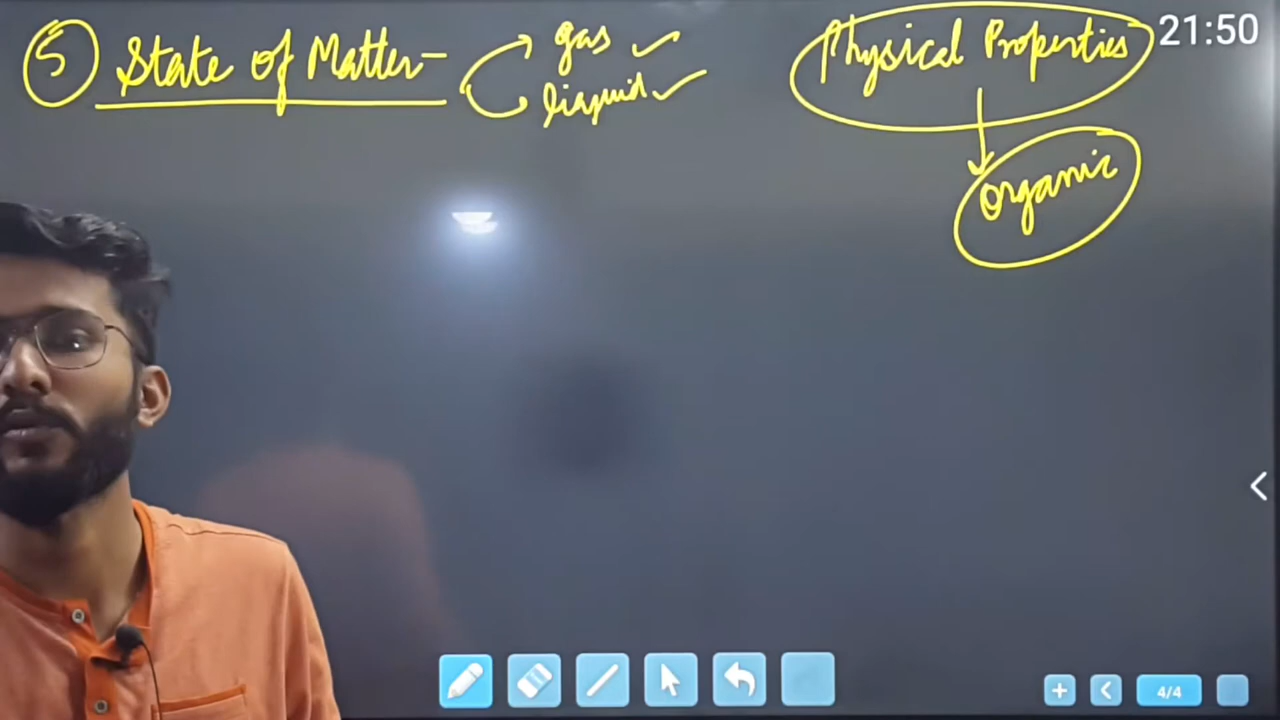 5 State of Matter-
gas ✓
liquid ✓
Physical Properties
organic
21:50
4/4